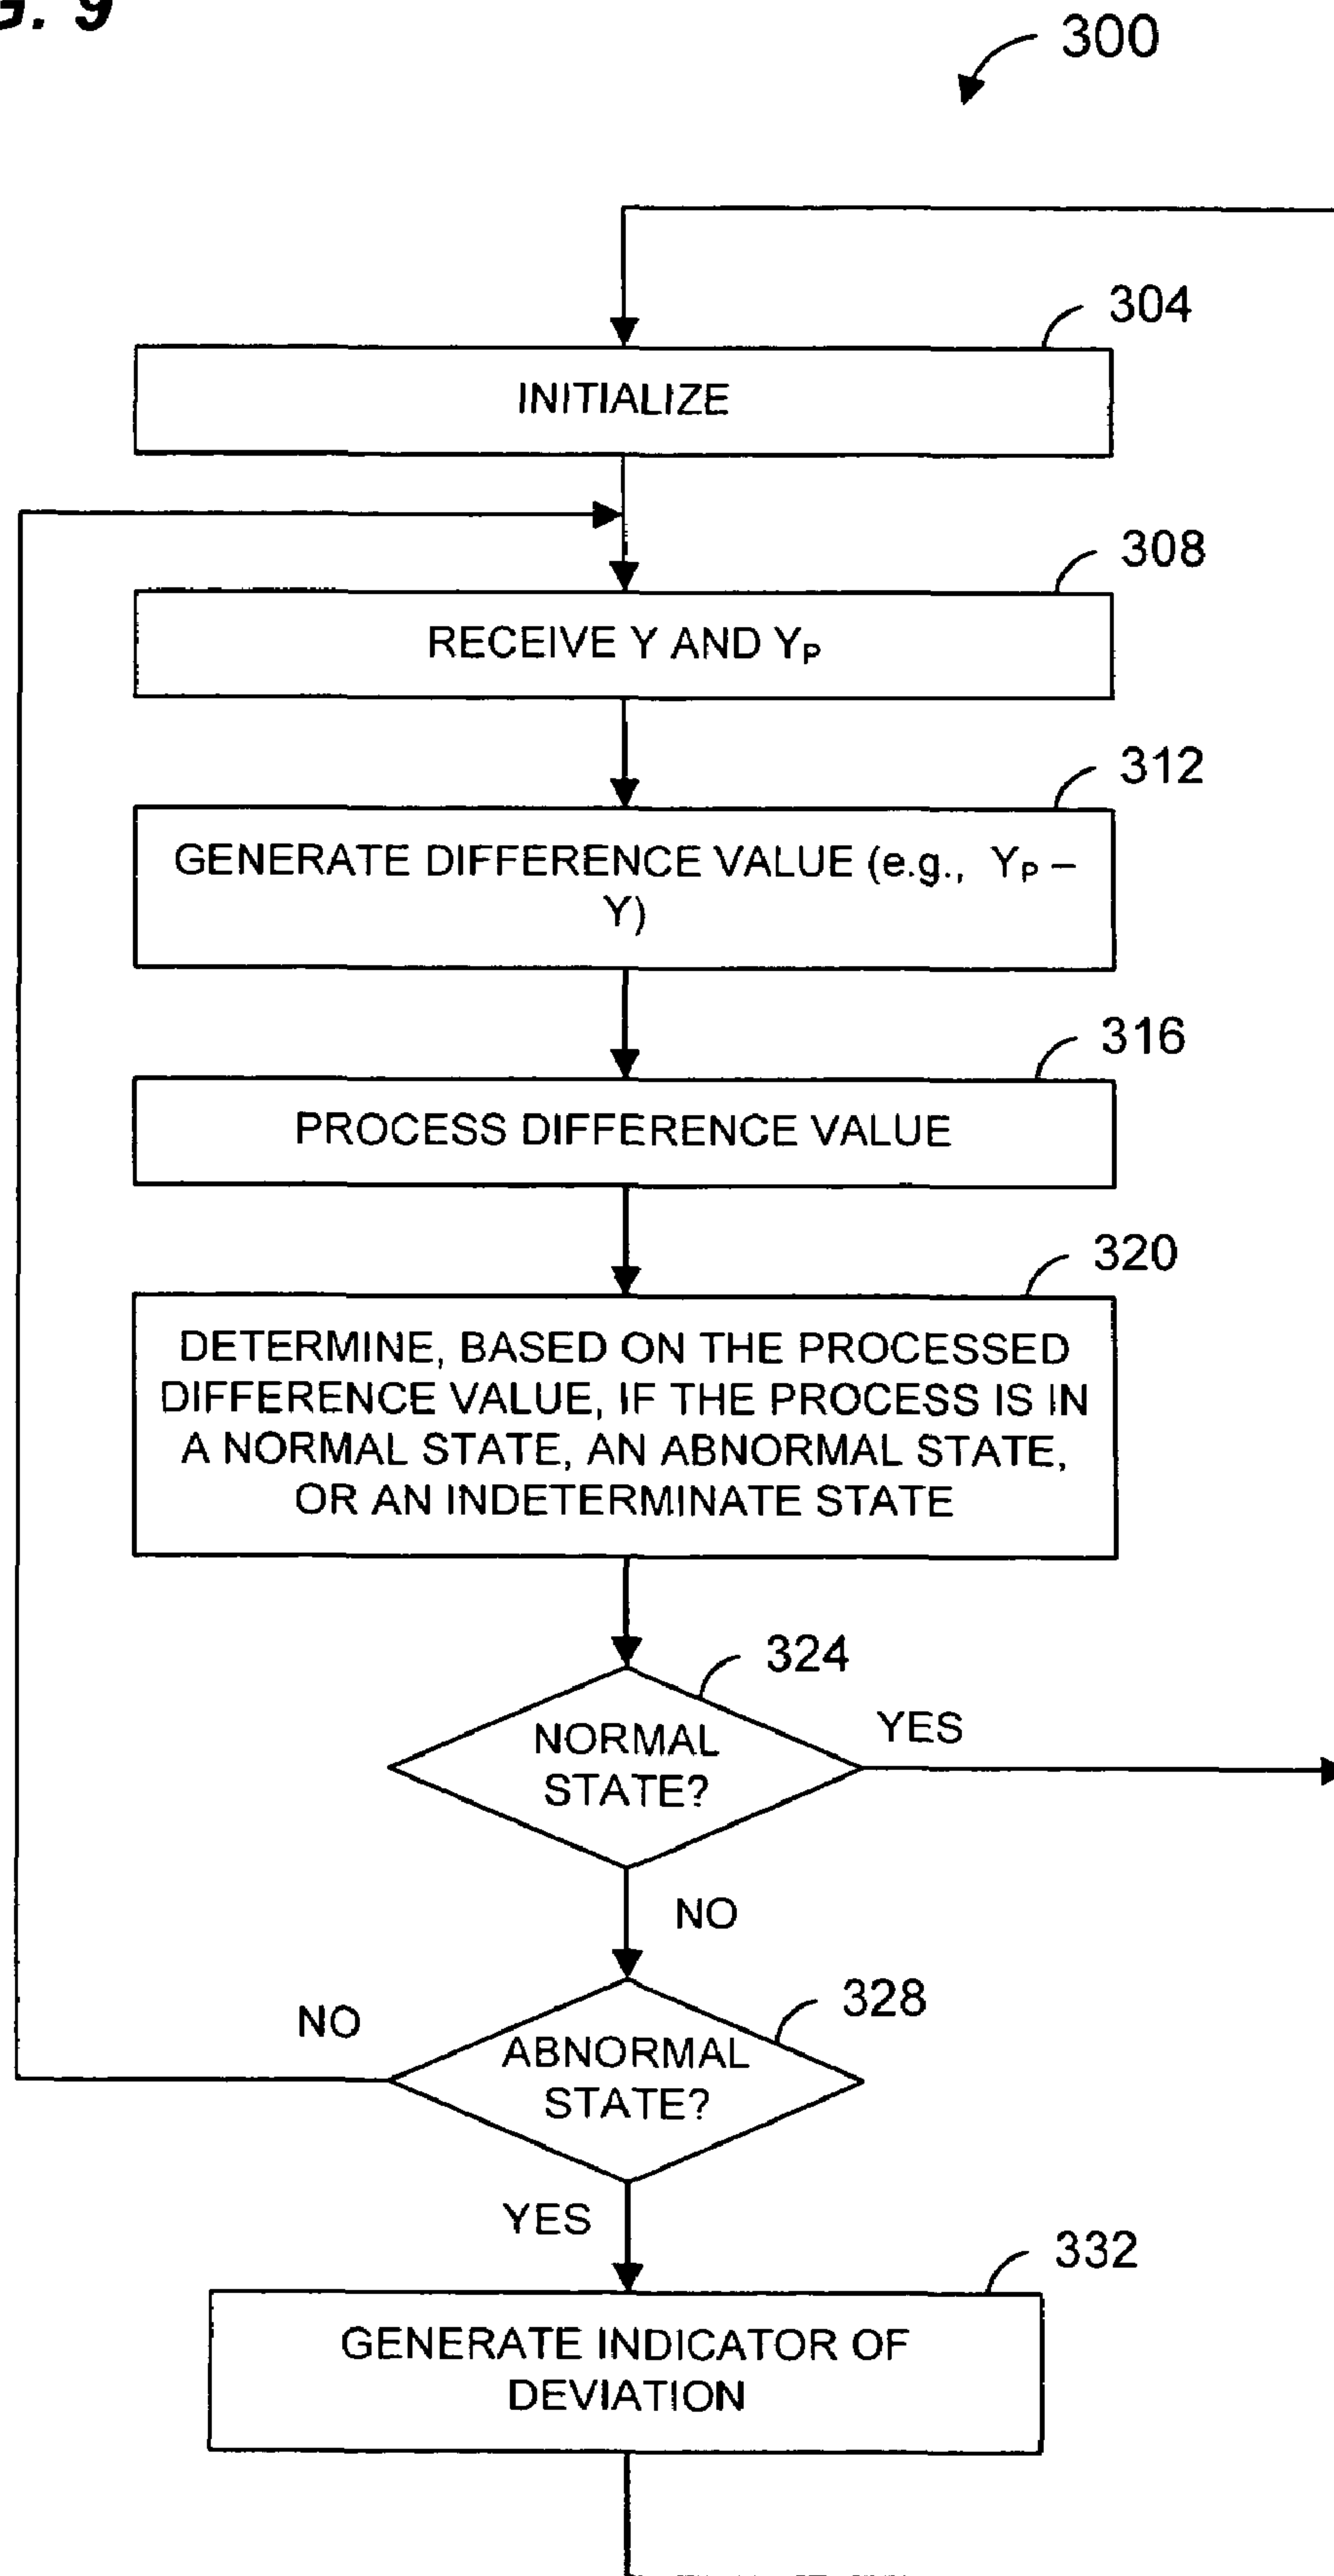 G. 9
300
304
INITIALIZE
308
RECEIVE Y AND YP
312
GENERATE DIFFERENCE VALUE (e.g., YP –
Y)
316
PROCESS DIFFERENCE VALUE
320
DETERMINE, BASED ON THE PROCESSED
DIFFERENCE VALUE, IF THE PROCESS IS IN
A NORMAL STATE, AN ABNORMAL STATE,
OR AN INDETERMINATE STATE
324
NORMAL
STATE?
YES
NO
328
NO
ABNORMAL
STATE?
YES
332
GENERATE INDICATOR OF
DEVIATION